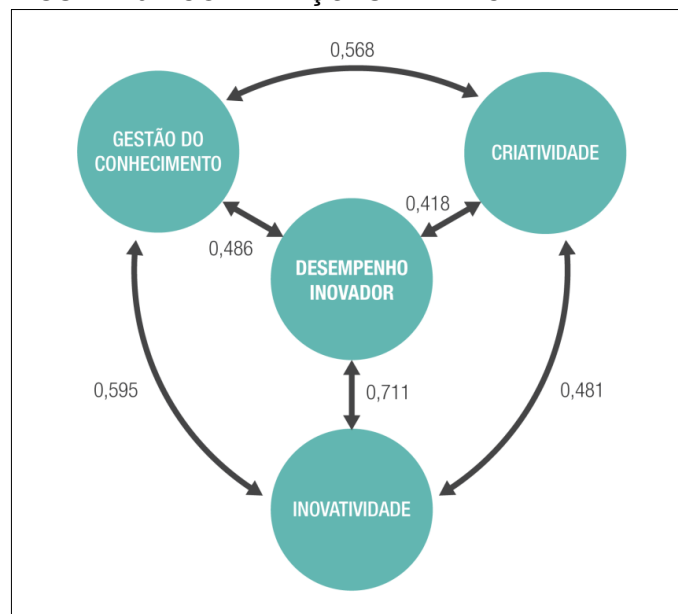 0,568
GESTÃO DO
CONHECIMENTO
CRIATIVIDADE
0,418
0,486
DESEMPENHO
INOVADOR
0,595
0,711
0,481
INOVATIVIDADE